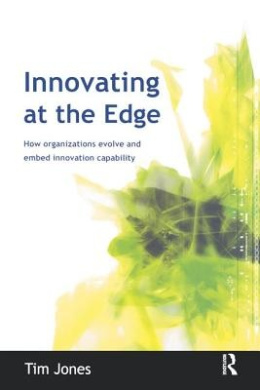 Innovating
at the Edge
How organizations evolve and
embed innovation capability
Tim Jones
R